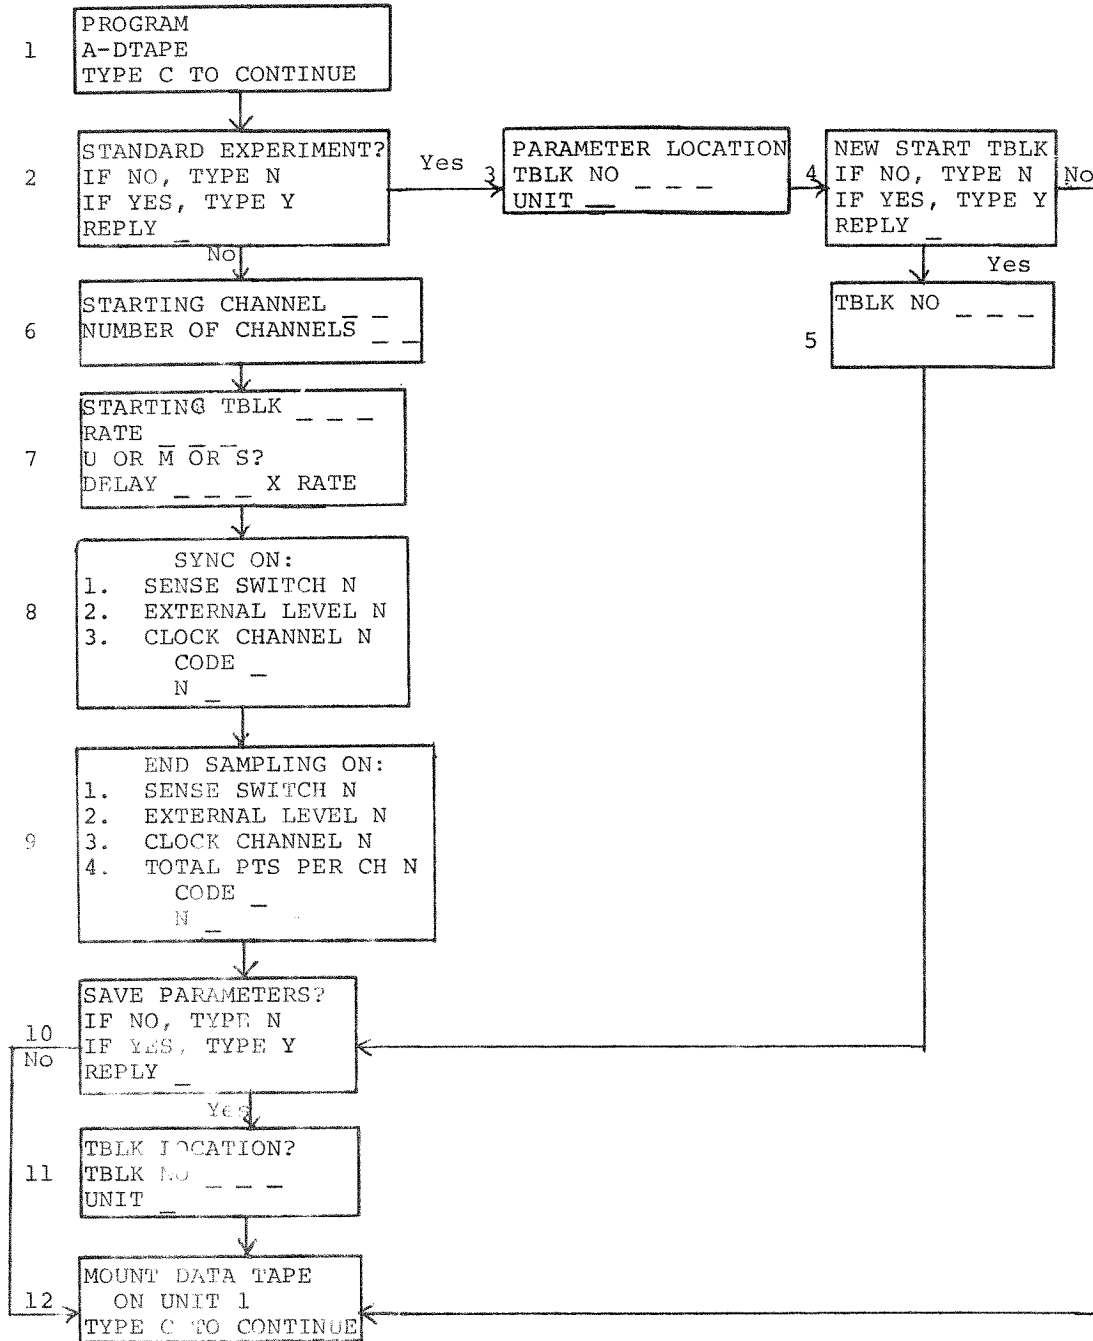 1
PROGRAM
A-DTAPE
TYPE C TO CONTINUE
2
STANDARD EXPERIMENT?
IF NO, TYPE N
IF YES, TYPE Y
REPLY _
Yes
No
3
PARAMETER LOCATION
TBLK NO _ _ _
UNIT _
4
NEW START TBLK
IF NO, TYPE N
IF YES, TYPE Y
REPLY _
No
Yes
5
TBLK NO _ _ _
6
STARTING CHANNEL _ _
NUMBER OF CHANNELS _ _
7
STARTING TBLK _ _ _
RATE _ _ _
U OR M OR S?
DELAY _ _ _ X RATE
8
SYNC ON:
1. SENSE SWITCH N
2. EXTERNAL LEVEL N
3. CLOCK CHANNEL N
CODE _
N _
9
END SAMPLING ON:
1. SENSE SWITCH N
2. EXTERNAL LEVEL N
3. CLOCK CHANNEL N
4. TOTAL PTS PER CH N
CODE _
N _
10
No
SAVE PARAMETERS?
IF NO, TYPE N
IF YES, TYPE Y
REPLY _
Yes
11
TBLK LOCATION?
TBLK NO _ _ _
UNIT _
12
MOUNT DATA TAPE
ON UNIT 1
TYPE C TO CONTINUE